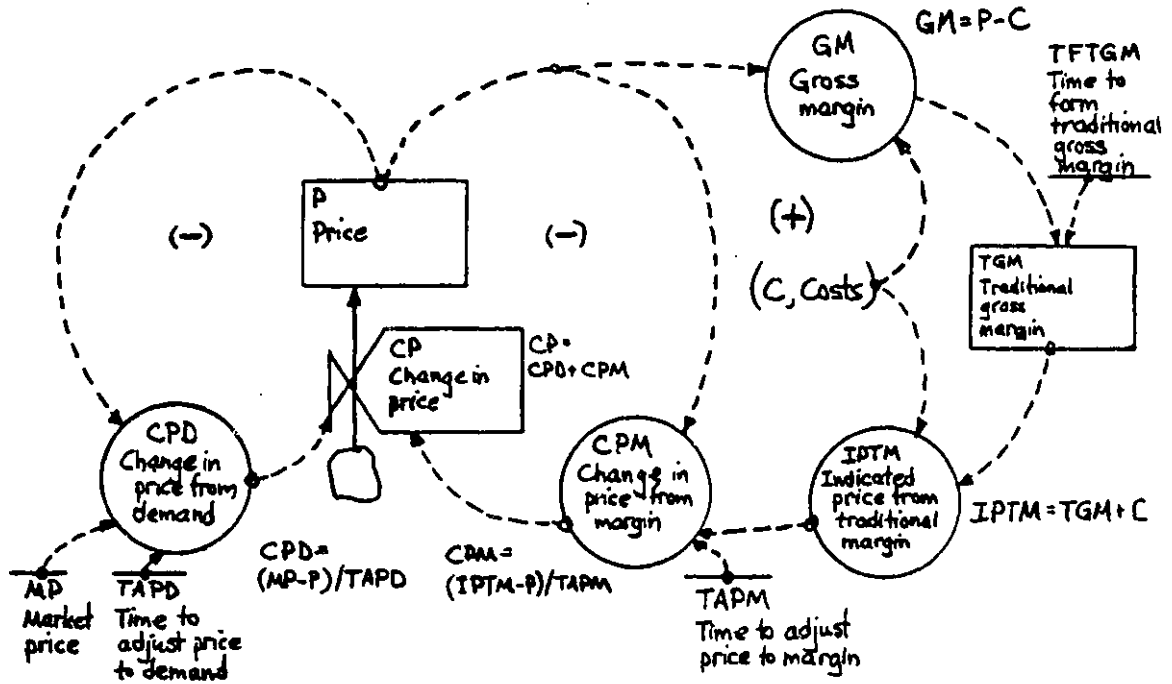 GM=P-C
GM
Gross
margin
TFTGM
Time to
form
traditional
gross
margin
P
Price
(-)
(-)
(+)
(C, Costs)
TGM
Traditional
gross
margin
CP
Change in
price
CP=
CPD+CPM
CPD
Change in
price from
demand
CPM
Change in
price from
margin
IPTM
Indicated
price from
traditional
margin
IPTM=TGM+C
CPD=
(MP-P)/TAPD
CPM=
(IPTM-P)/TAPM
MP
Market
price
TAPD
Time to
adjust price
to demand
TAPM
Time to adjust
price to margin